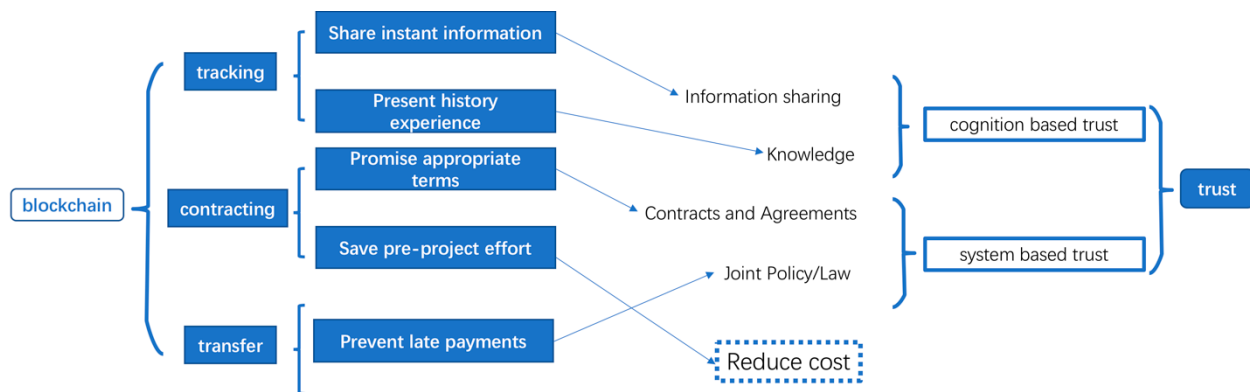 Share instant information
tracking
Present history
experience
Information sharing
cognition based trust
Knowledge
Promise appropriate
terms
blockchain
contracting
trust
Contracts and Agreements
Save pre-project effort
system based trust
Joint Policy/Law
transfer
Prevent late payments
Reduce cost